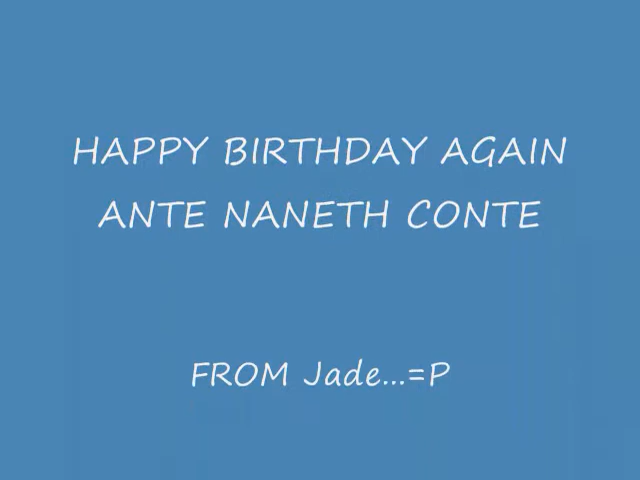 HAPPY BIRTHDAY AGAIN
ANTE NANETH CONTE
FROM Jade...=P